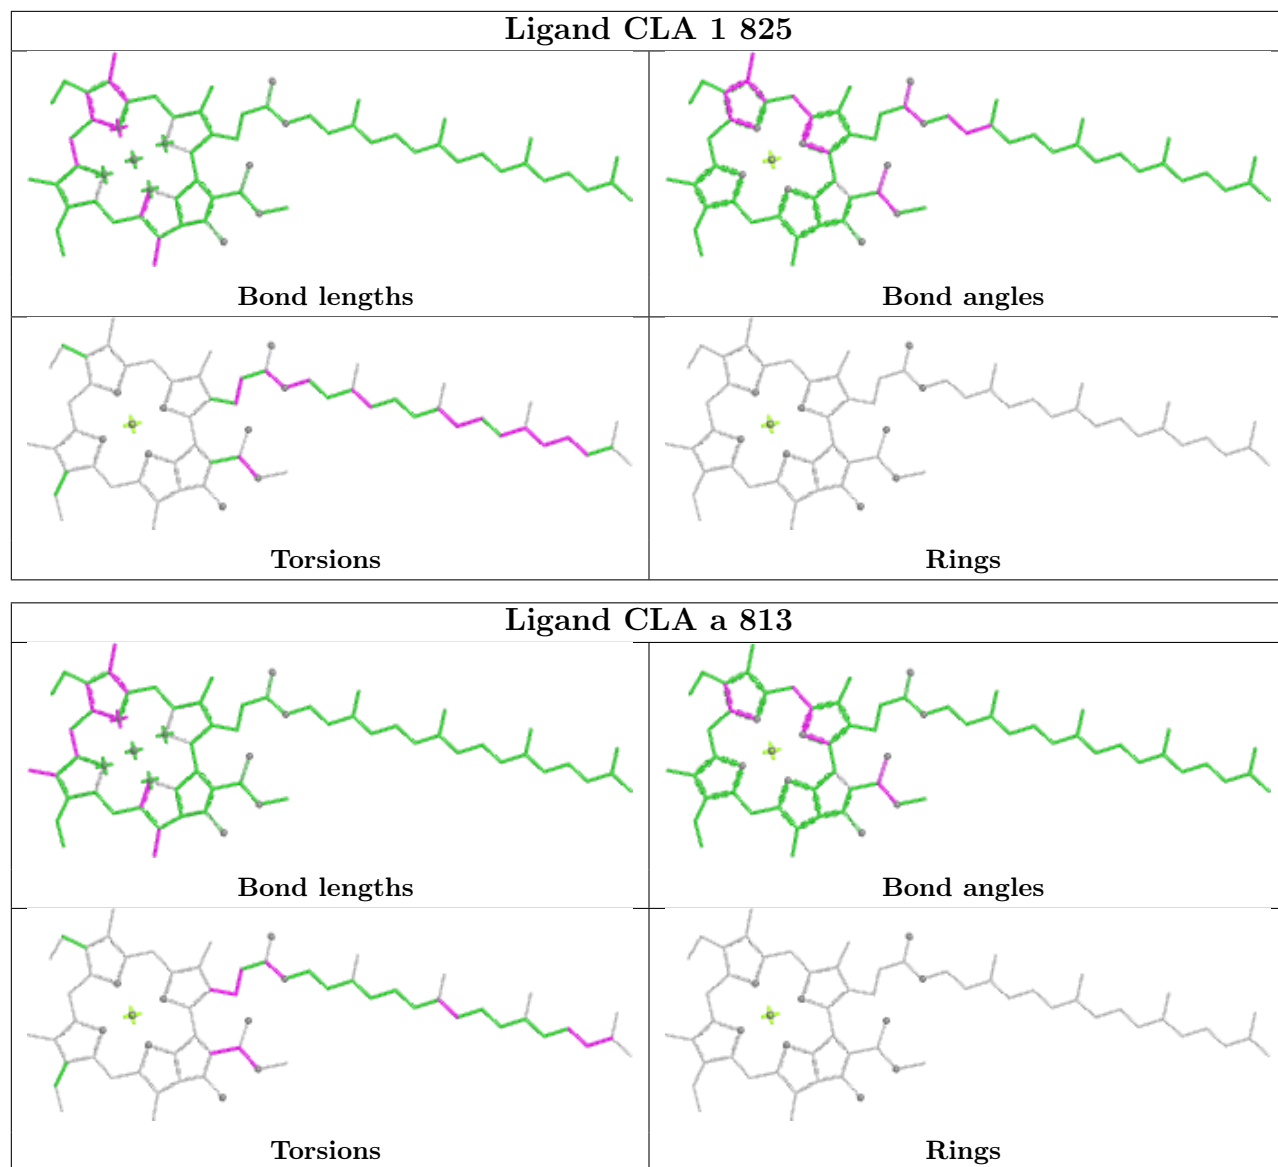 Ligand CLA 1 825
Bond lengths
Bond angles
Torsions
Rings
Ligand CLA a 813
Bond lengths
Bond angles
Torsions
Rings